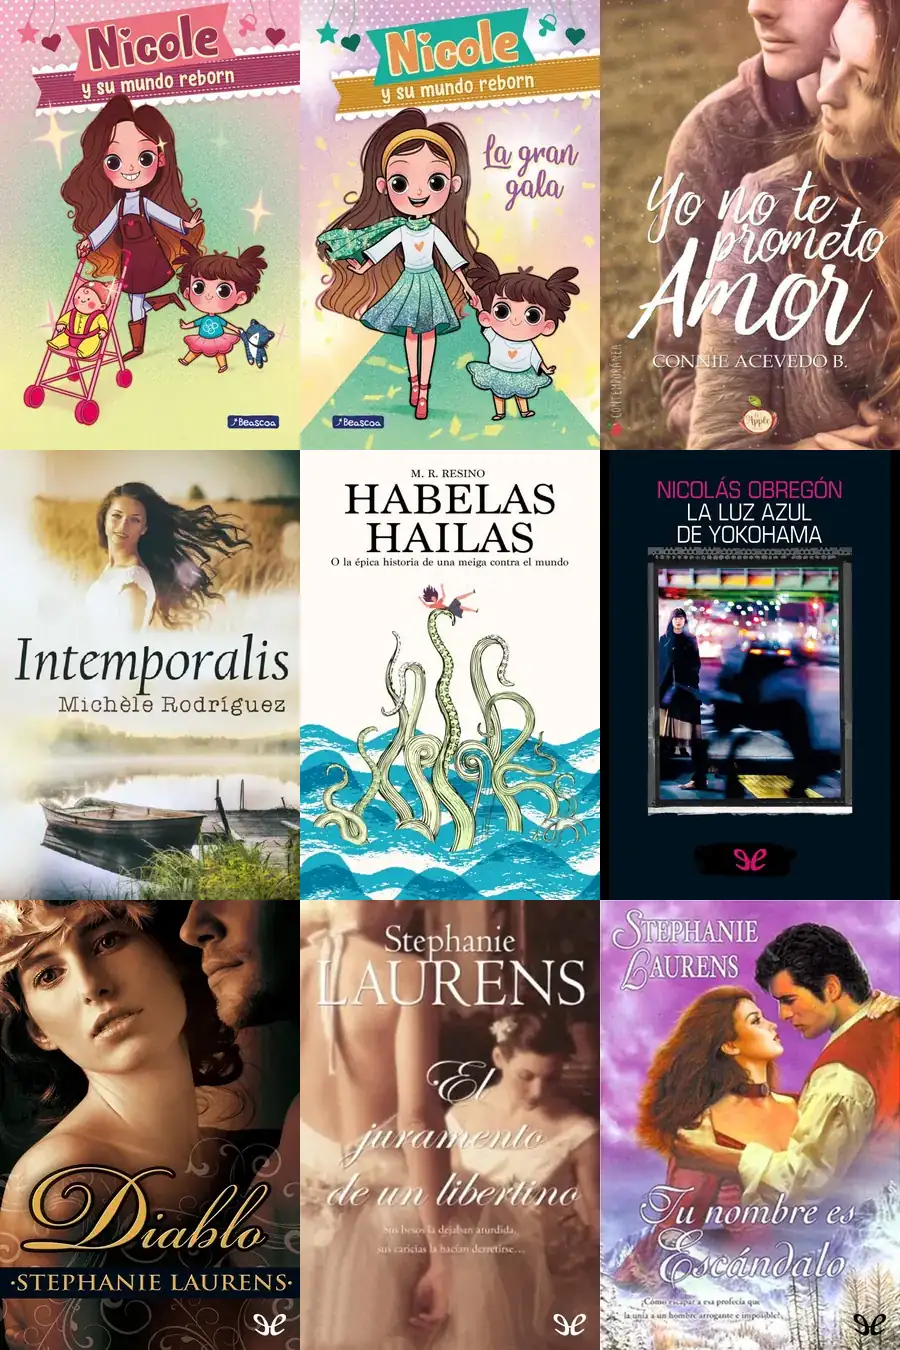 Nicole
y su mundo reborn
Beascoa
Nicole
y su mundo reborn
La gran
gala
Beascoa
Yo no te
prometo
Amor
CONNIE ACEVEDO B.
CONTEMPORÁNEA
Apple
Intemporalis
Michèle Rodríguez
M. R. RESINO
HABELAS
HAILAS
O la épica historia de una meiga contra el mundo
NICOLÁS OBREGÓN
LA LUZ AZUL
DE YOKOHAMA
Diablo
·STEPHANIE LAURENS·
Stephanie
LAURENS
El
juramento
de un libertino
Sus besos la dejaban aturdida,
sus caricias la hacían derretirse...
STEPHANIE
LAURENS
Tu nombre es
Escándalo
¿Cómo escapar a esa profecía que
la unía a un hombre arrogante e imposible?